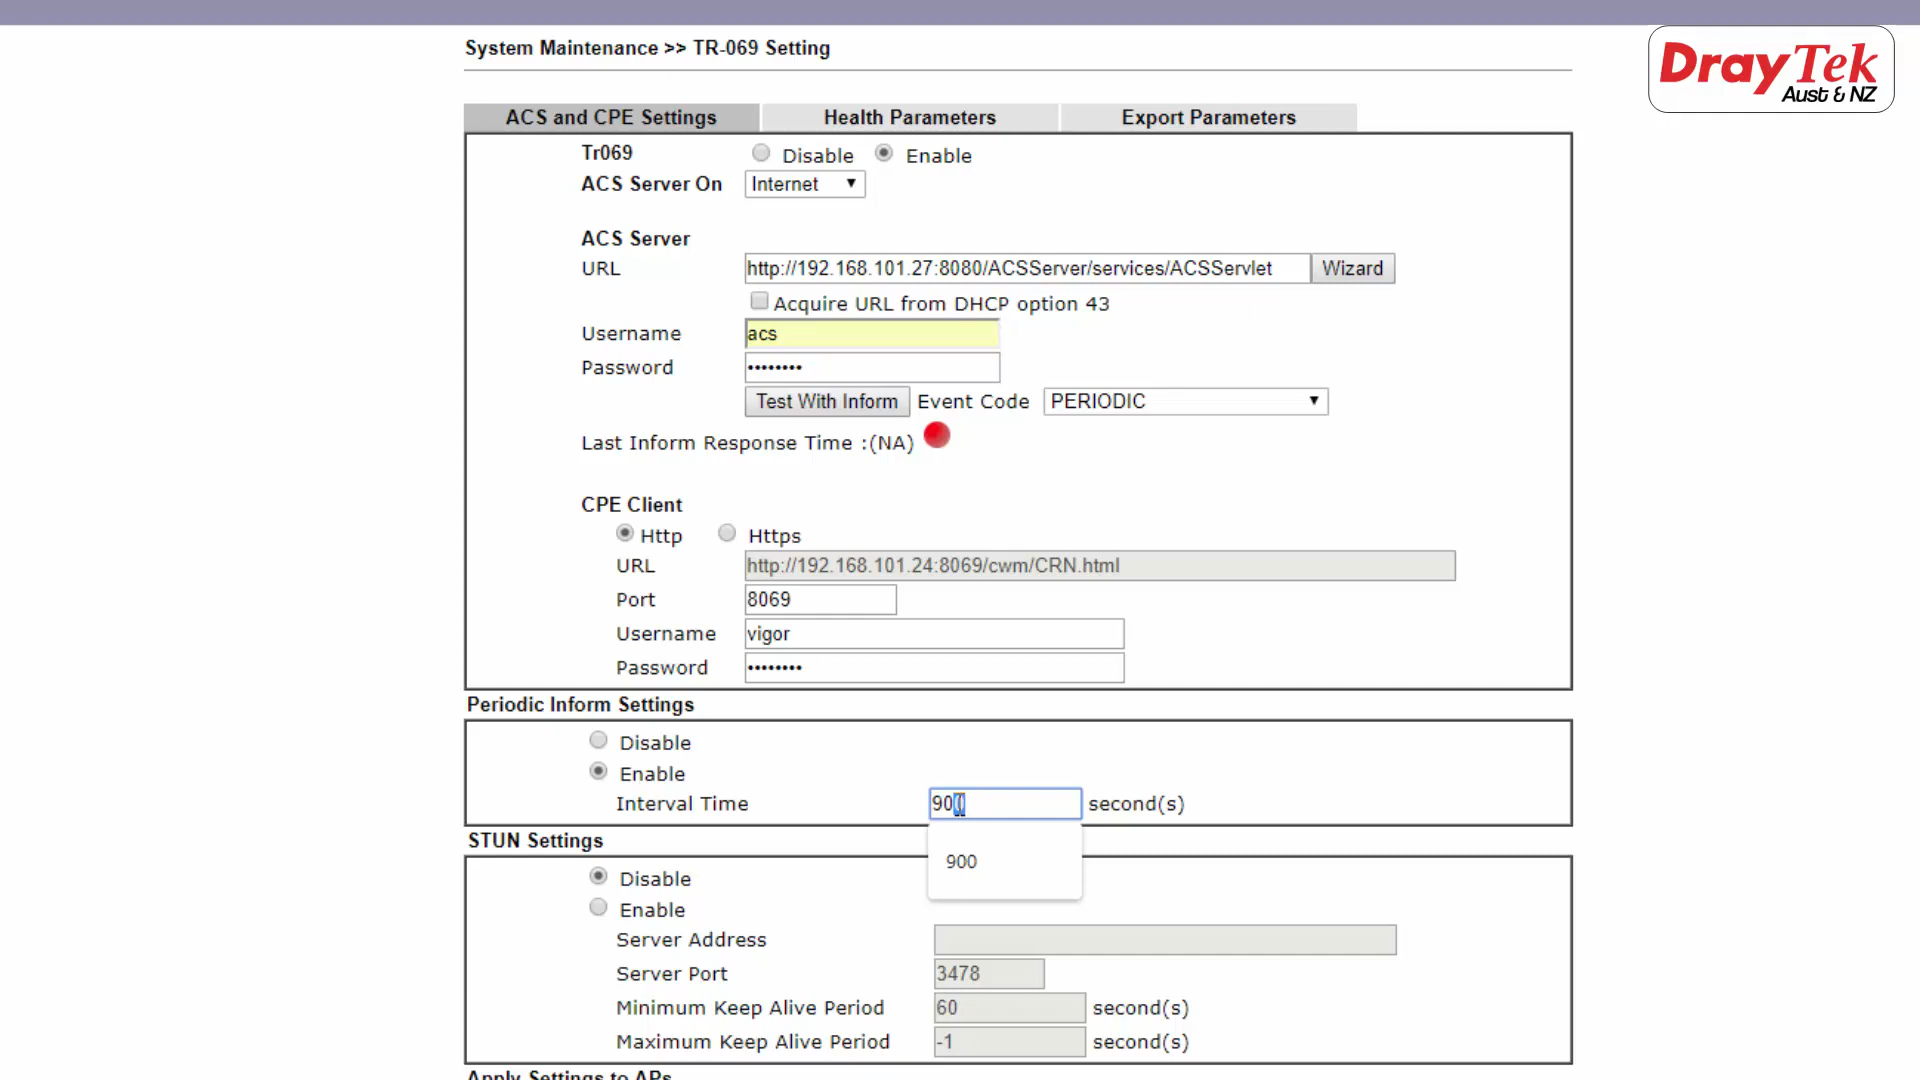 System Maintenance >> TR-069 Setting
DrayTek
Aust & NZ
ACS and CPE Settings Health Parameters Export Parameters
Tr069 Disable Enable
ACS Server On Internet
ACS Server
URL http://192.168.101.27:8080/ACSServer/services/ACSServlet Wizard
Acquire URL from DHCP option 43
Username acs
Password ••••••••
Test With Inform Event Code PERIODIC
Last Inform Response Time :(NA)
CPE Client
Http Https
URL http://192.168.101.24:8069/cwm/CRN.html
Port 8069
Username vigor
Password ••••••••
Periodic Inform Settings
Disable
Enable
Interval Time 900 second(s)
900
STUN Settings
Disable
Enable
Server Address
Server Port 3478
Minimum Keep Alive Period 60 second(s)
Maximum Keep Alive Period -1 second(s)
Apply Settings to APs